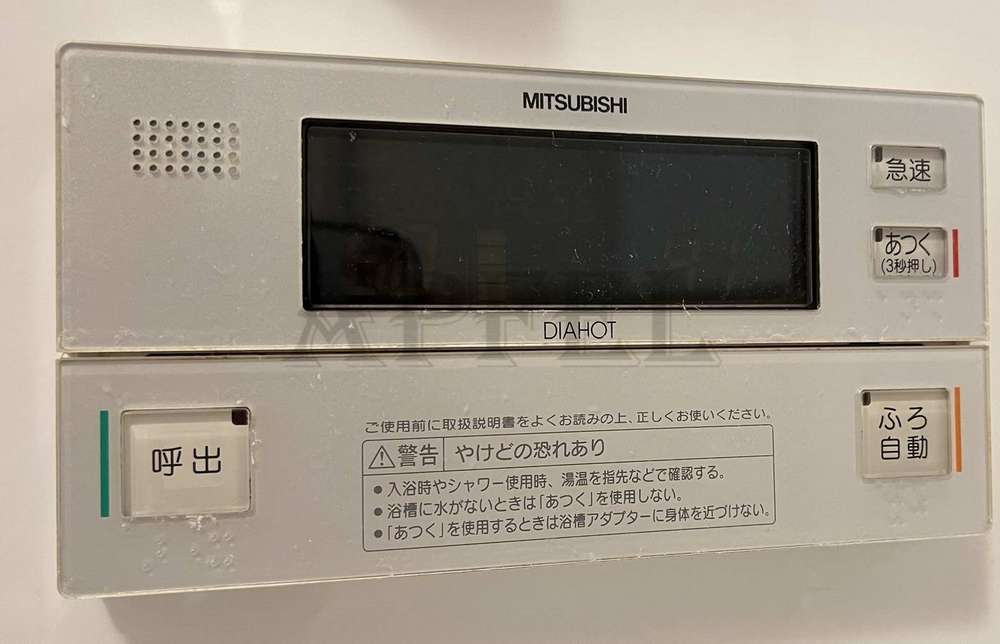 MITSUBISHI
急速
あつく
(3秒押し)
APFEL
DIAHOT
呼出
ご使用前に取扱説明書をよくお読みの上、正しくお使いください。
警告 やけどの恐れあり
●入浴時やシャワー使用時、湯温を指先などで確認する。
●浴槽に水がないときは「あつく」を使用しない。
●「あつく」を使用するときは浴槽アダプターに身体を近づけない。
ふろ
自動